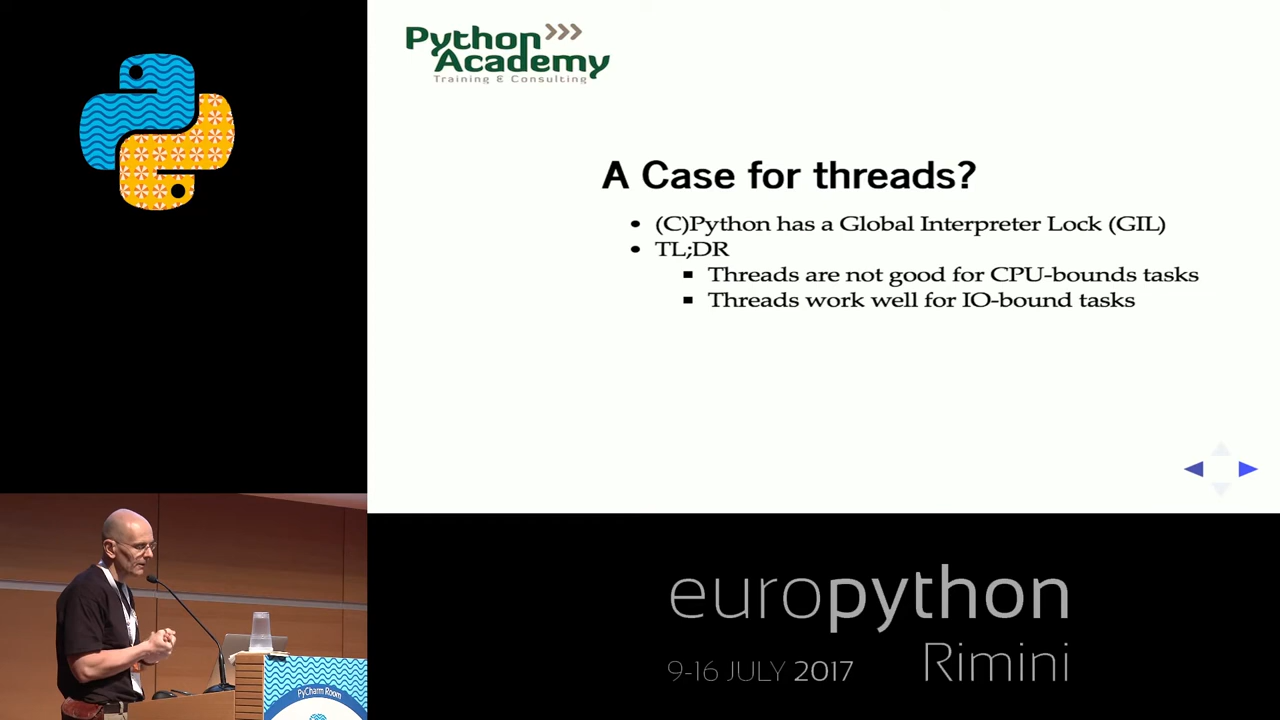 Python
Academy
Training & Consulting
A Case for threads?
(C)Python has a Global Interpreter Lock (GIL)
TL;DR
Threads are not good for CPU-bounds tasks
Threads work well for IO-bound tasks
europython
Rimini
9-16 JULY 2017
PyCharm Room